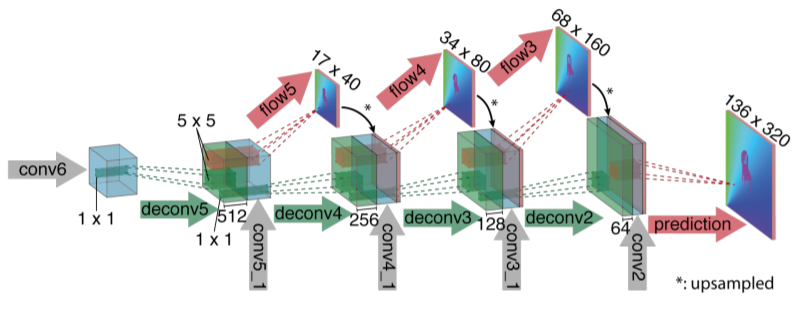 conv6
1 x 1
deconv5
5 x 5
1 x 1
512
conv5_1
flow5
17 x 40
*
deconv4
256
conv4_1
flow4
34 x 80
*
deconv3
128
conv3_1
flow3
68 x 160
*
deconv2
64
conv2
prediction
136 x 320
*: upsampled